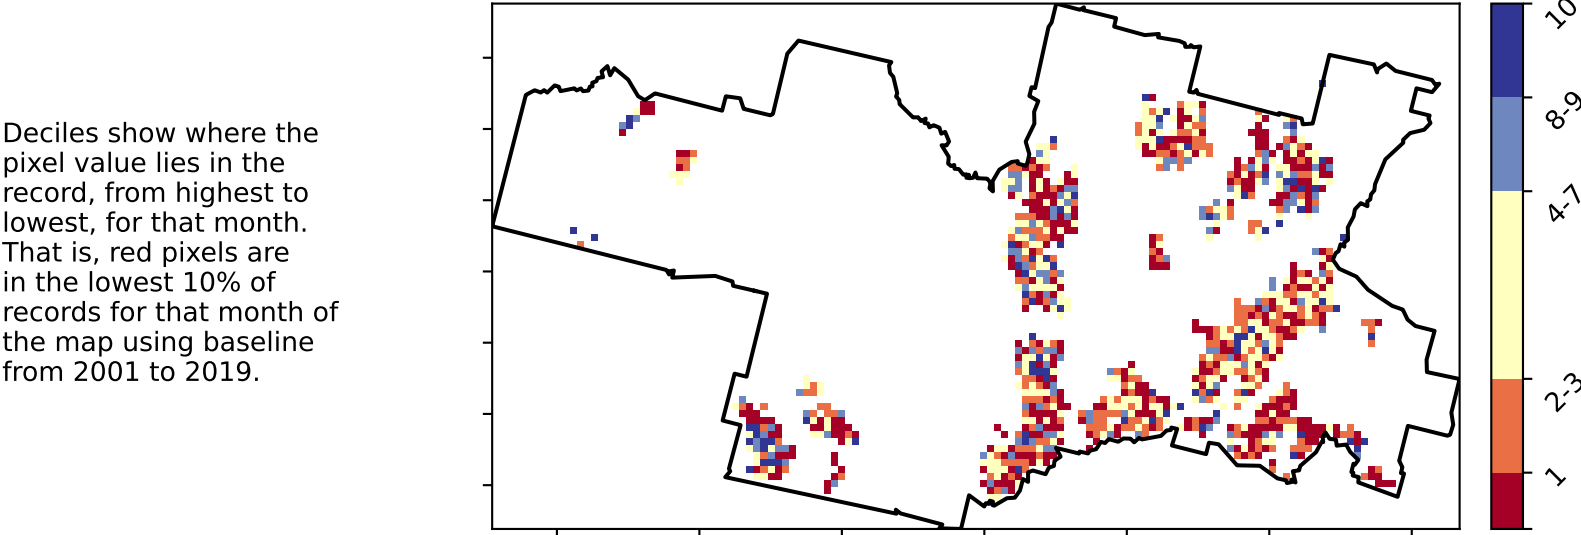 Deciles show where the
pixel value lies in the
record, from highest to
lowest, for that month.
That is, red pixels are
in the lowest 10% of
records for that month of
the map using baseline
from 2001 to 2019.
10
8-9
4-7
2-3
1